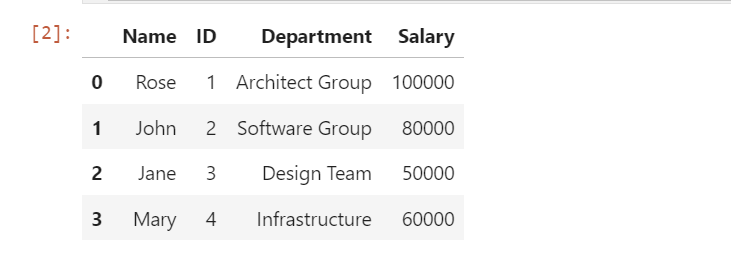 [2]:
Name ID Department Salary
0 Rose 1 Architect Group 100000
1 John 2 Software Group 80000
2 Jane 3 Design Team 50000
3 Mary 4 Infrastructure 60000